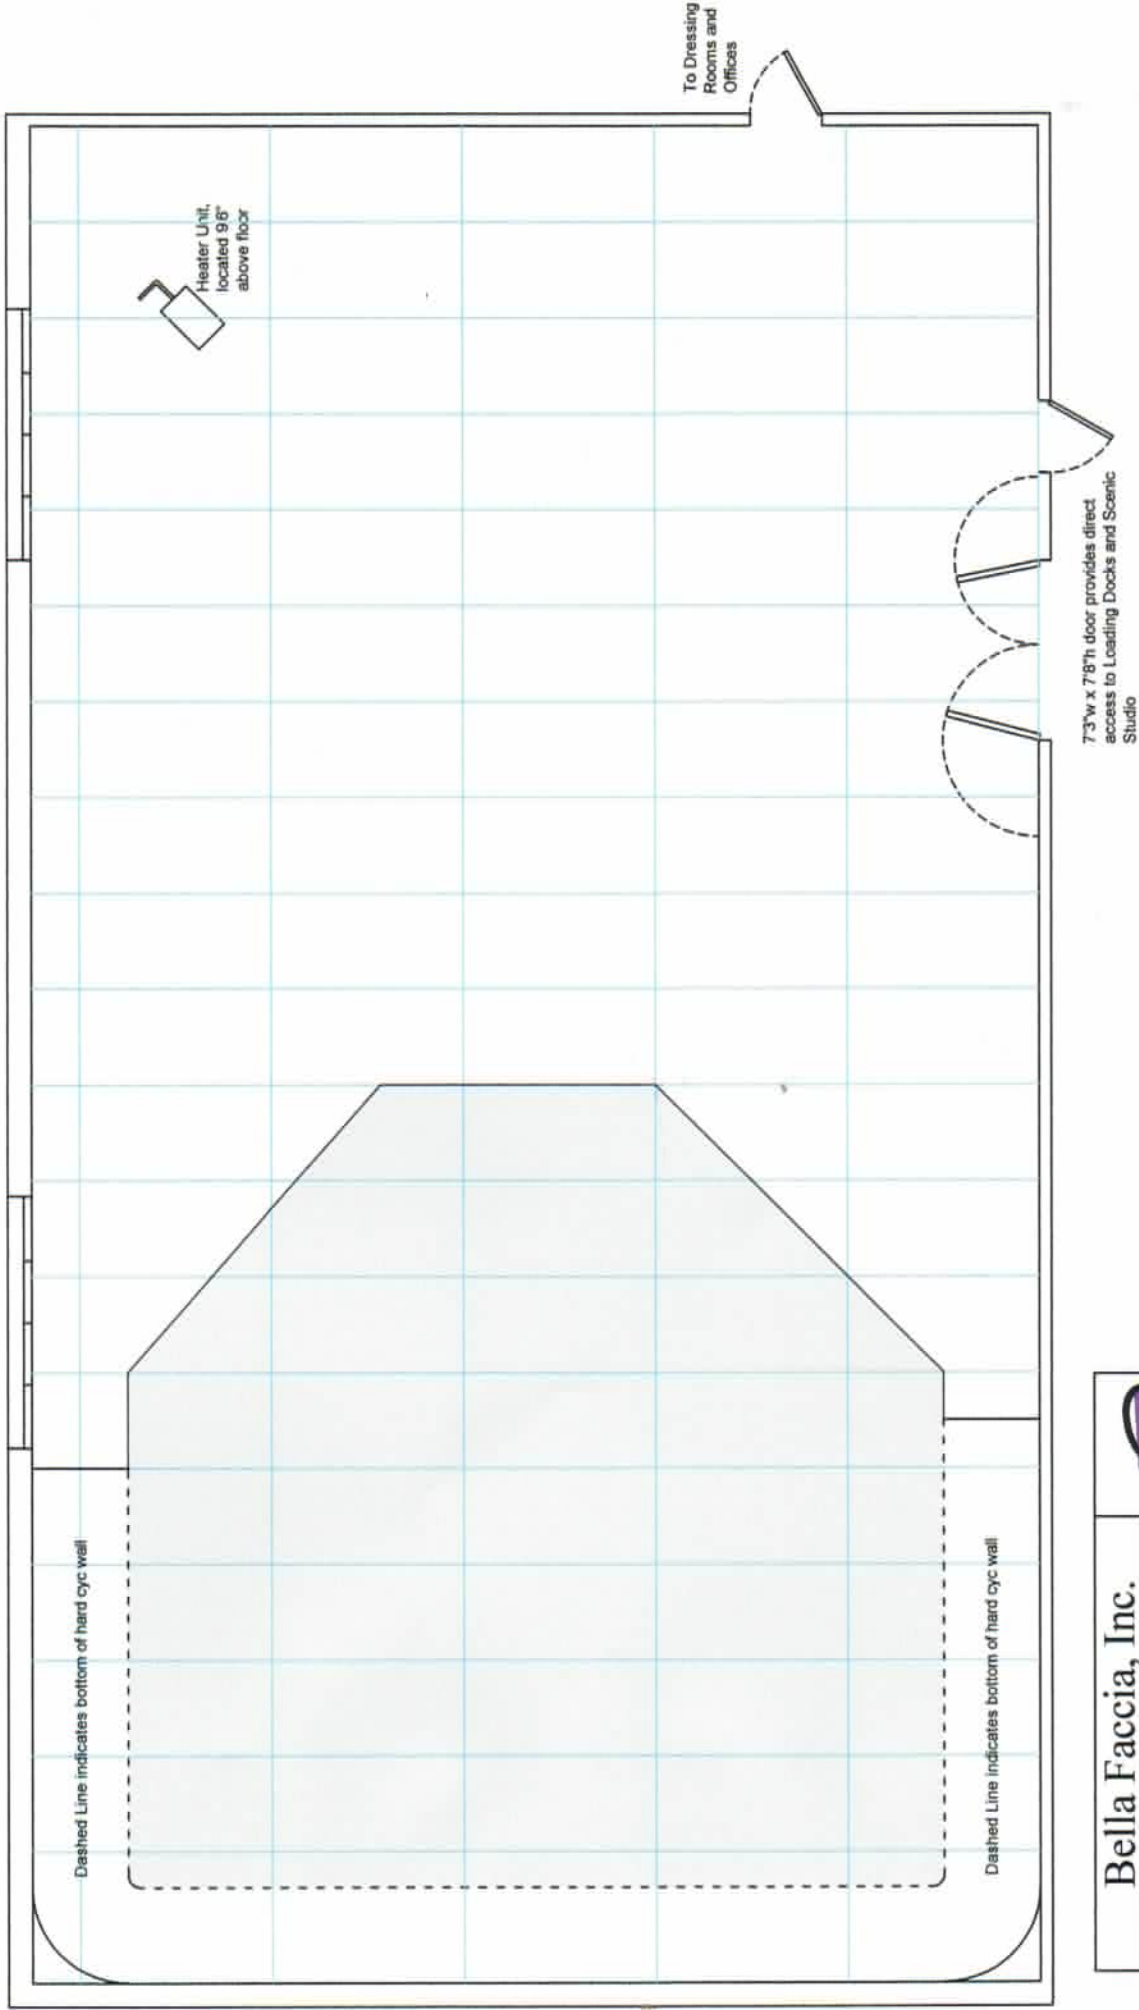 To Dressing
Rooms and
Offices
Heater Unit,
located 96"
above floor
7'3"w x 7'8"h door provides direct
access to Loading Docks and Scenic
Studio
Dashed Line indicates bottom of hard cyc wall
Dashed Line indicates bottom of hard cyc wall
Bella Faccia, Inc.